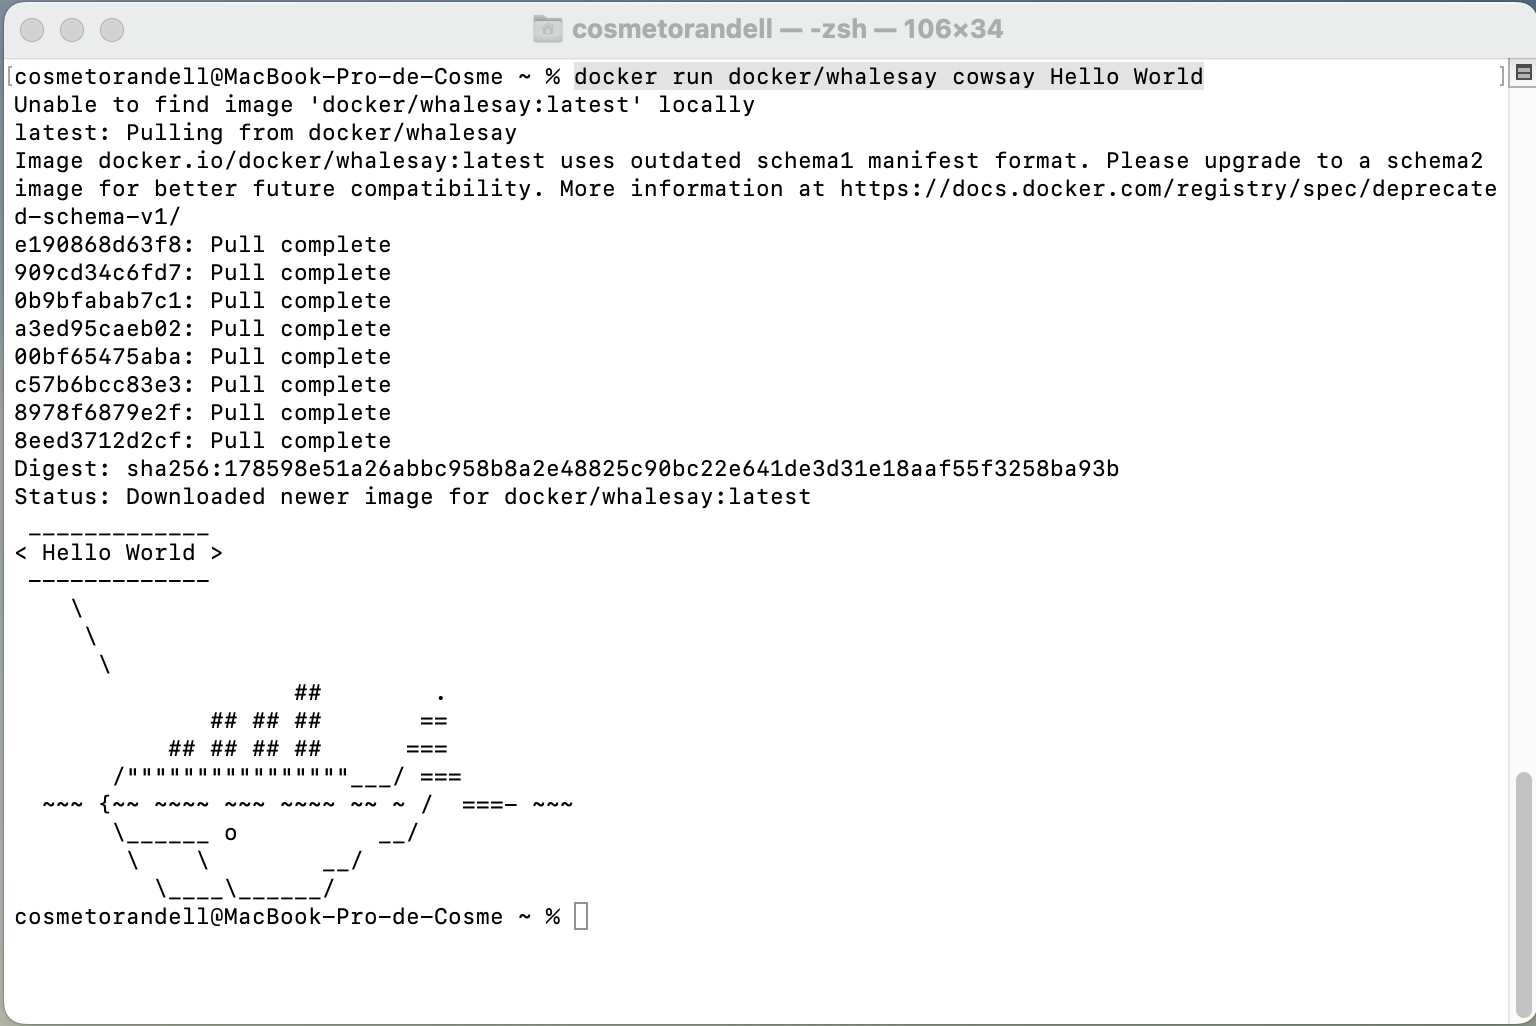 cosmetorandell — -zsh — 106×34
cosmetorandell@MacBook-Pro-de-Cosme ~ % docker run docker/whalesay cowsay Hello World
Unable to find image 'docker/whalesay:latest' locally
latest: Pulling from docker/whalesay
Image docker.io/docker/whalesay:latest uses outdated schema1 manifest format. Please upgrade to a schema2
image for better future compatibility. More information at https://docs.docker.com/registry/spec/deprecate
d-schema-v1/
e190868d63f8: Pull complete
909cd34c6fd7: Pull complete
0b9bfabab7c1: Pull complete
a3ed95caeb02: Pull complete
00bf65475aba: Pull complete
c57b6bcc83e3: Pull complete
8978f6879e2f: Pull complete
8eed3712d2cf: Pull complete
Digest: sha256:178598e51a26abbc958b8a2e48825c90bc22e641de3d31e18aaf55f3258ba93b
Status: Downloaded newer image for docker/whalesay:latest
 _____________
< Hello World >
 -------------
    \
     \
      \
                    ##        .
              ## ## ##       ==
           ## ## ## ##      ===
       /""""""""""""""""___/ ===
  ~~~ {~~ ~~~~ ~~~ ~~~~ ~~ ~ /  ===- ~~~
       \______ o          __/
        \    \        __/
          \____\______/
cosmetorandell@MacBook-Pro-de-Cosme ~ %